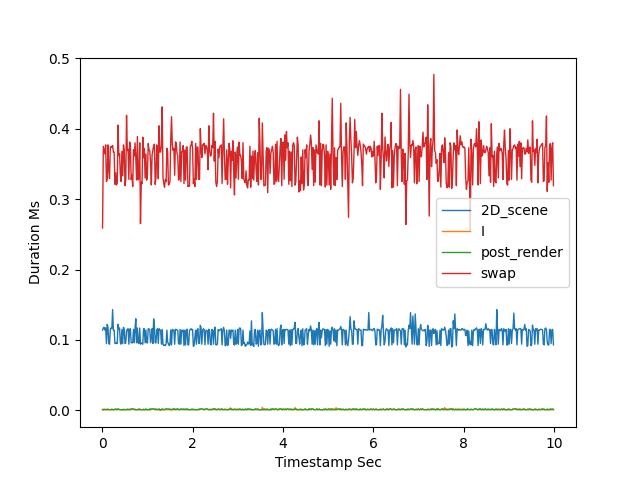 0.5
0.4
0.3
0.2
0.1
0.0
Duration Ms
2D_scene
I
post_render
swap
0 2 4 6 8 10
Timestamp Sec